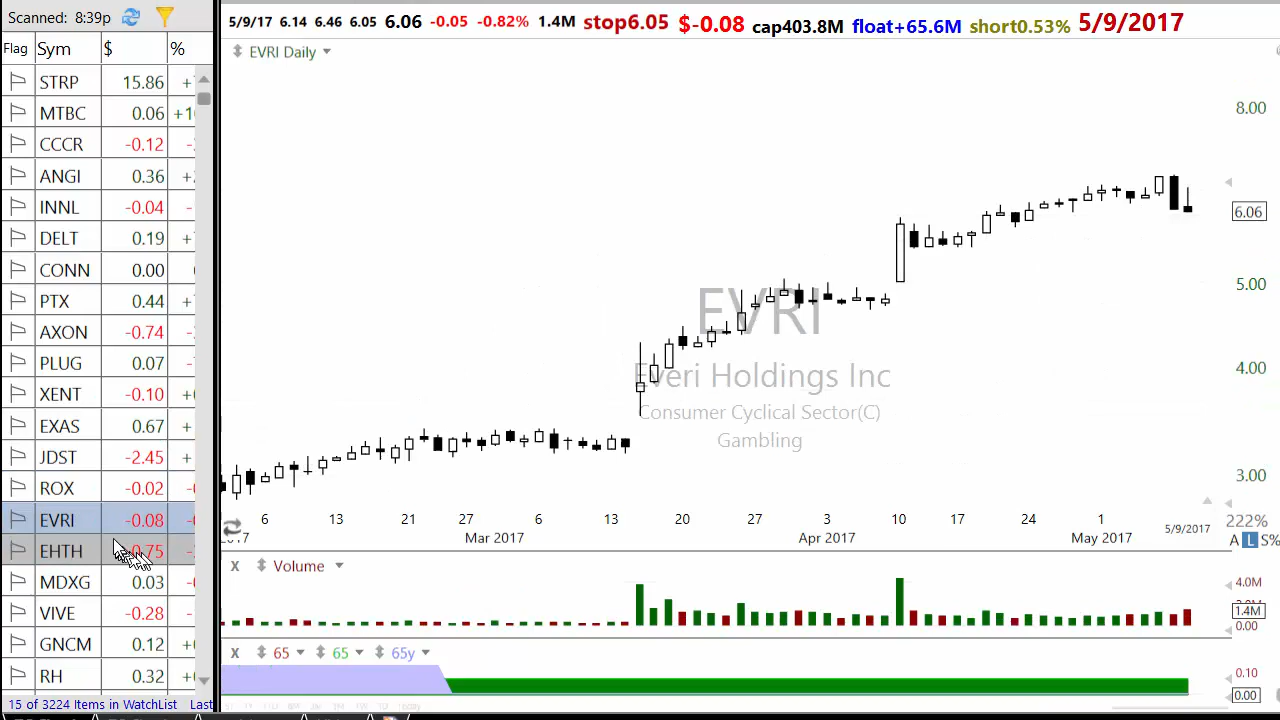 Scanned: 8:39p
Flag Sym $ %
STRP 15.86
MTBC 0.06
CCCR -0.12
ANGI 0.36
INNL -0.04
DELT 0.19
CONN 0.00
PTX 0.44
AXON -0.74
PLUG 0.07
XENT -0.10
EXAS 0.67
JDST -2.45
ROX -0.02
EVRI -0.08
EHTH
MDXG 0.03
VIVE -0.28
GNCM 0.12
RH 0.32
15 of 3224 Items in WatchList Last
5/9/17 6.14 6.46 6.05 6.06 -0.05 -0.82% 1.4M stop6.05 $-0.08 cap403.8M float+65.6M short0.53% 5/9/2017
EVRI Daily
8.00
6.06
5.00
4.00
3.00
EVRI
Everi Holdings Inc
Consumer Cyclical Sector(C)
Gambling
6 13 21 27 6 13 20 27 3 10 17 24 1 5/9/2017
Mar 2017 Apr 2017 May 2017
222%
A L S%
X Volume
4.0M
1.4M
0.00
X 65 65 65y
0.10
0.00